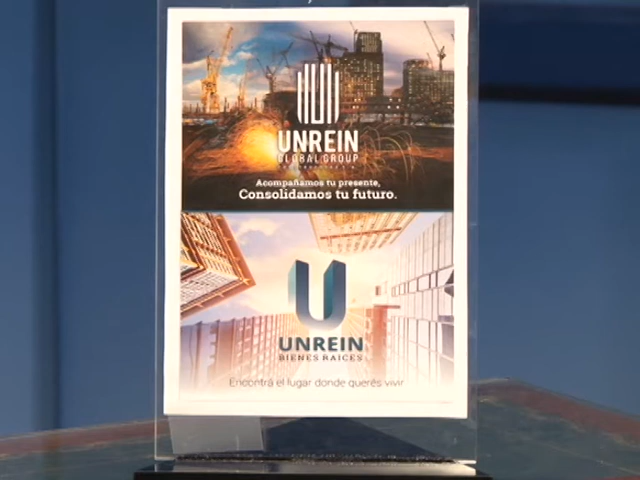 UNREIN
GLOBAL GROUP
Acompañamos tu presente,
Consolidamos tu futuro.
UNREIN
BIENES RAICES
Encontrá el lugar donde querés vivir